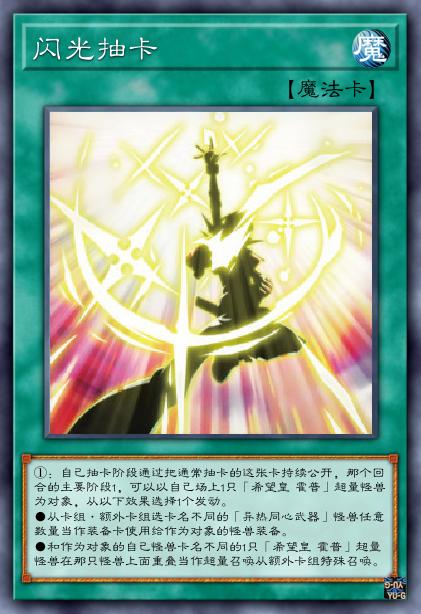 闪光抽卡
魔
【魔法卡】
①：自己抽卡阶段通过把通常抽卡的这张卡持续公开，那个回
合的主要阶段1，可以以自己场上1只「希望皇 霍普」超量怪兽
为对象，从以下效果选择1个发动。
●从卡组·额外卡组选卡名不同的「异热同心武器」怪兽任意
数量当作装备卡使用给作为对象的怪兽装备。
●和作为对象的自己怪兽卡名不同的1只「希望皇 霍普」超量
怪兽在那只怪兽上面重叠当作超量召唤从额外卡组特殊召唤。